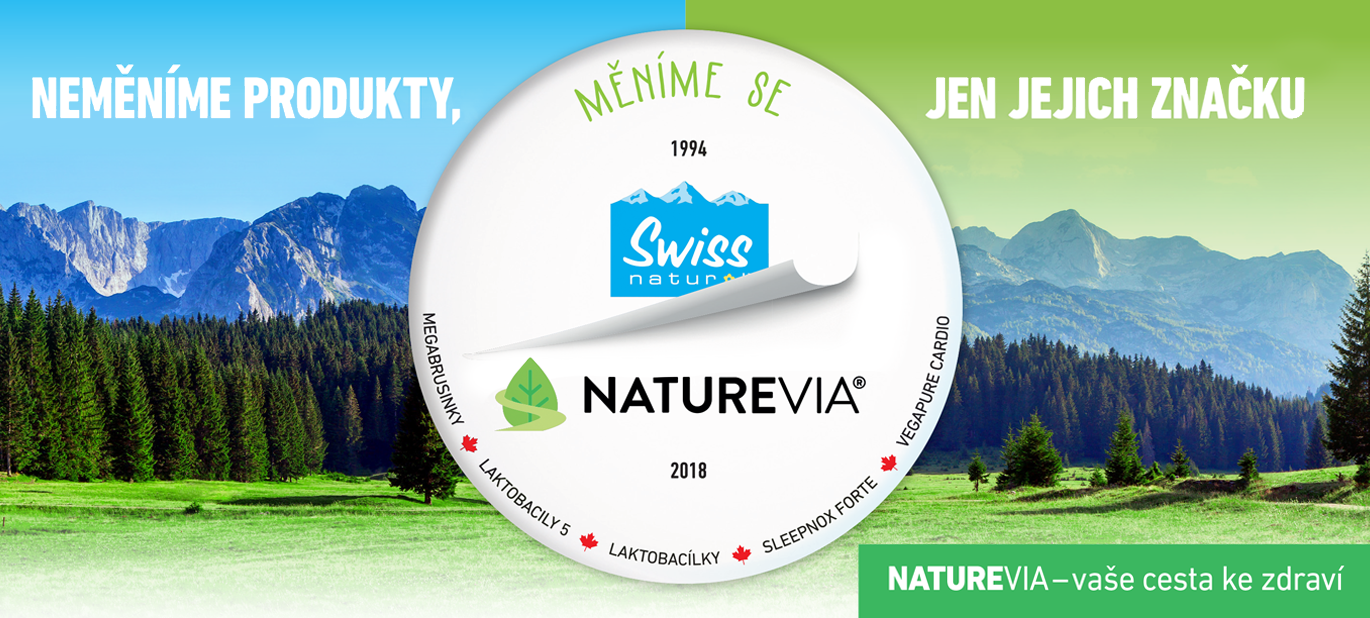 NEMĚNÍME PRODUKTY,
JEN JEJICH ZNAČKU
MĚNÍME SE
1994
Swiss
NATUREVIA®
2018
MEGABRUSINKY
LAKTOBACILY 5
LAKTOBACÍLKY
SLEEPNOX FORTE
VEGAPURE CARDIO
NATUREVIA – vaše cesta ke zdraví